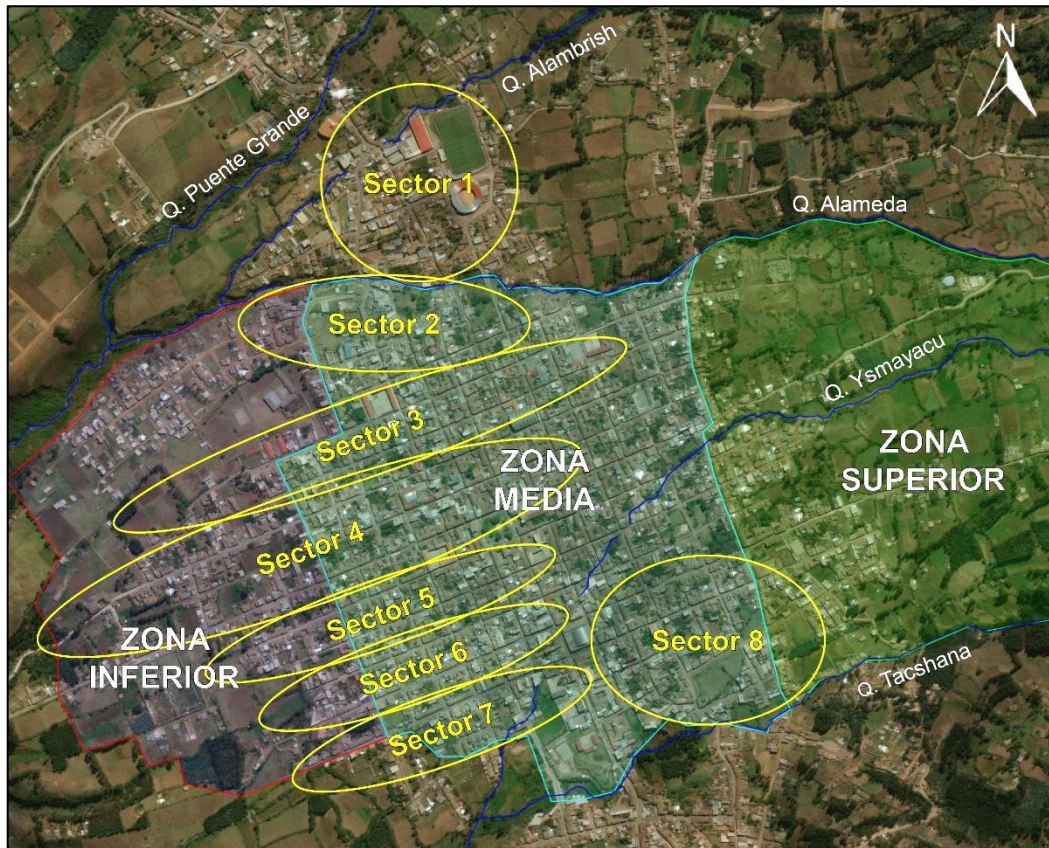 N
Q. Alambrish
Q. Puente Grande
Sector 1
Q. Alameda
Sector 2
Q. Ysmayacu
Sector 3
ZONA
MEDIA
ZONA
SUPERIOR
Sector 4
Sector 5
Sector 8
ZONA
INFERIOR
Sector 6
Q. Tacshana
Sector 7